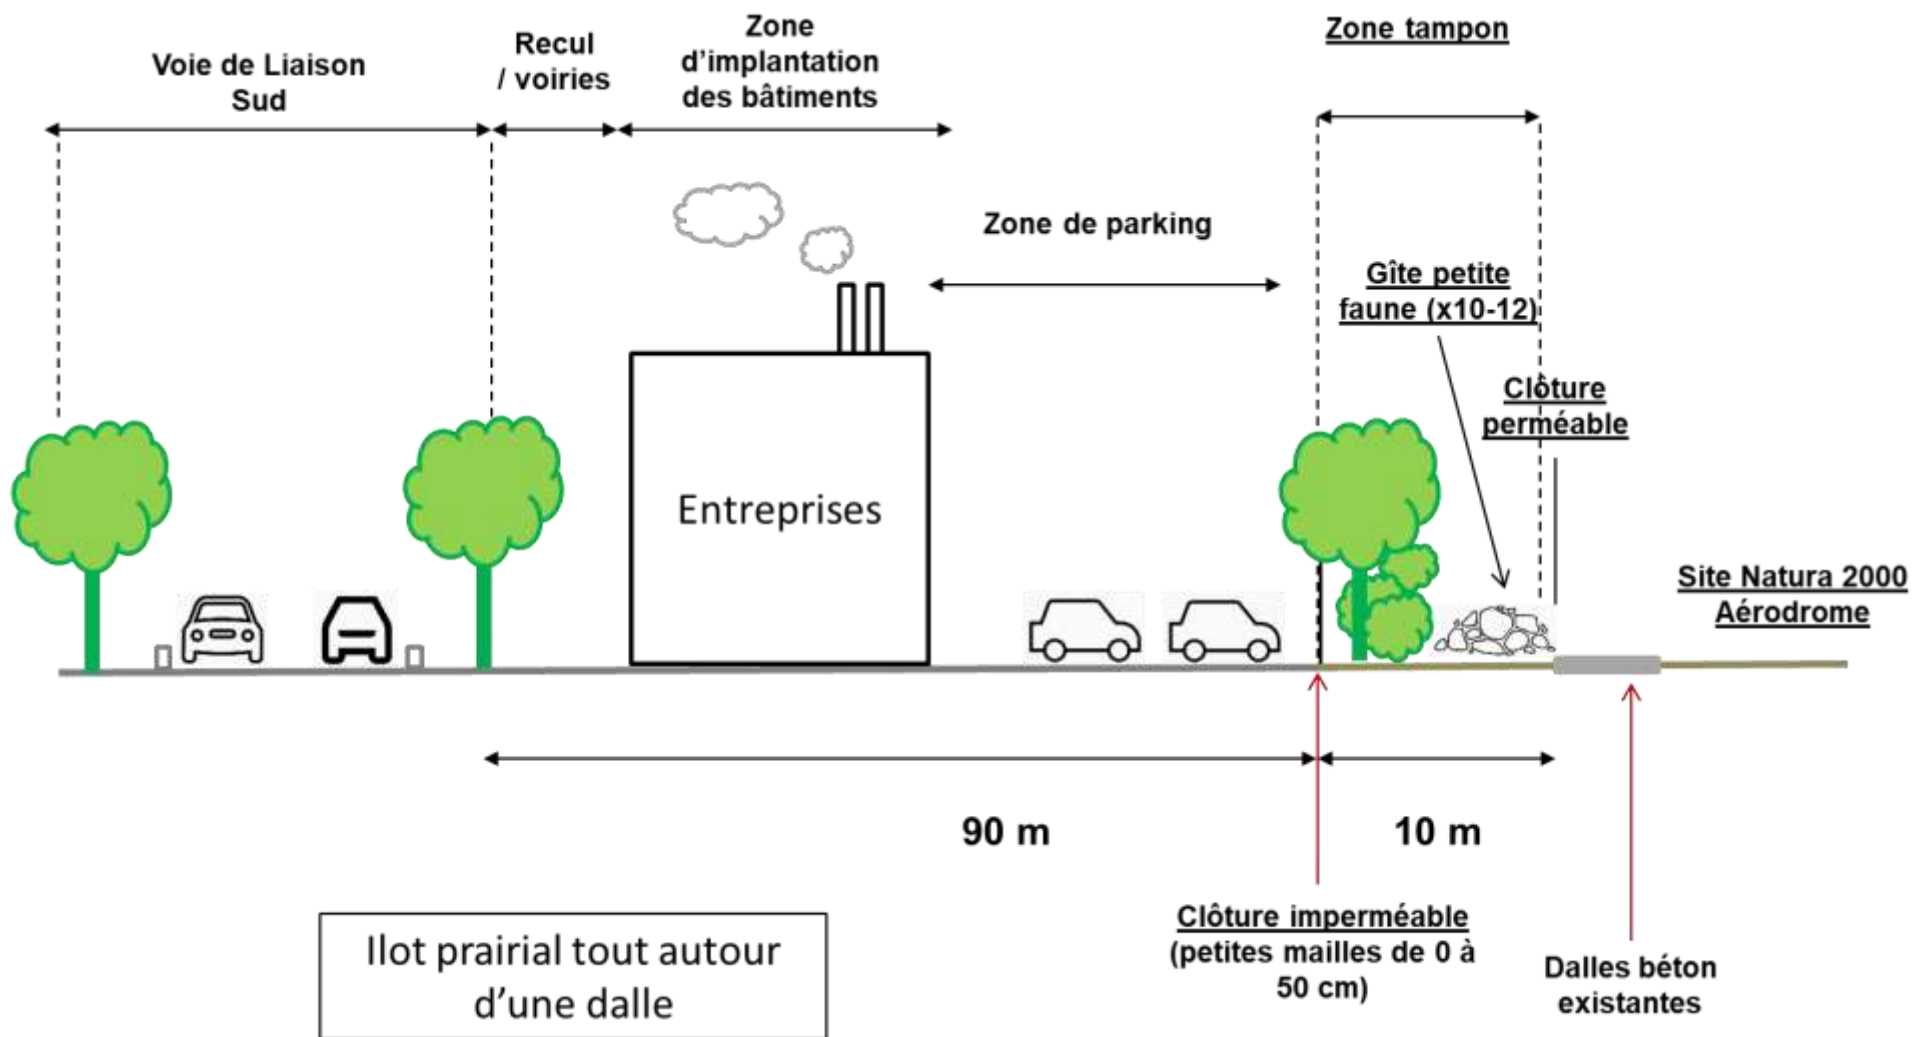 Voie de Liaison
Sud
Recul
/ voiries
Zone
d'implantation
des bâtiments
Zone tampon
Zone de parking
Gîte petite
faune (x10-12)
Clôture
perméable
Entreprises
Site Natura 2000
Aérodrome
90 m
10 m
Clôture imperméable
(petites mailles de 0 à
50 cm)
Dalles béton
existantes
Ilot prairial tout autour
d'une dalle